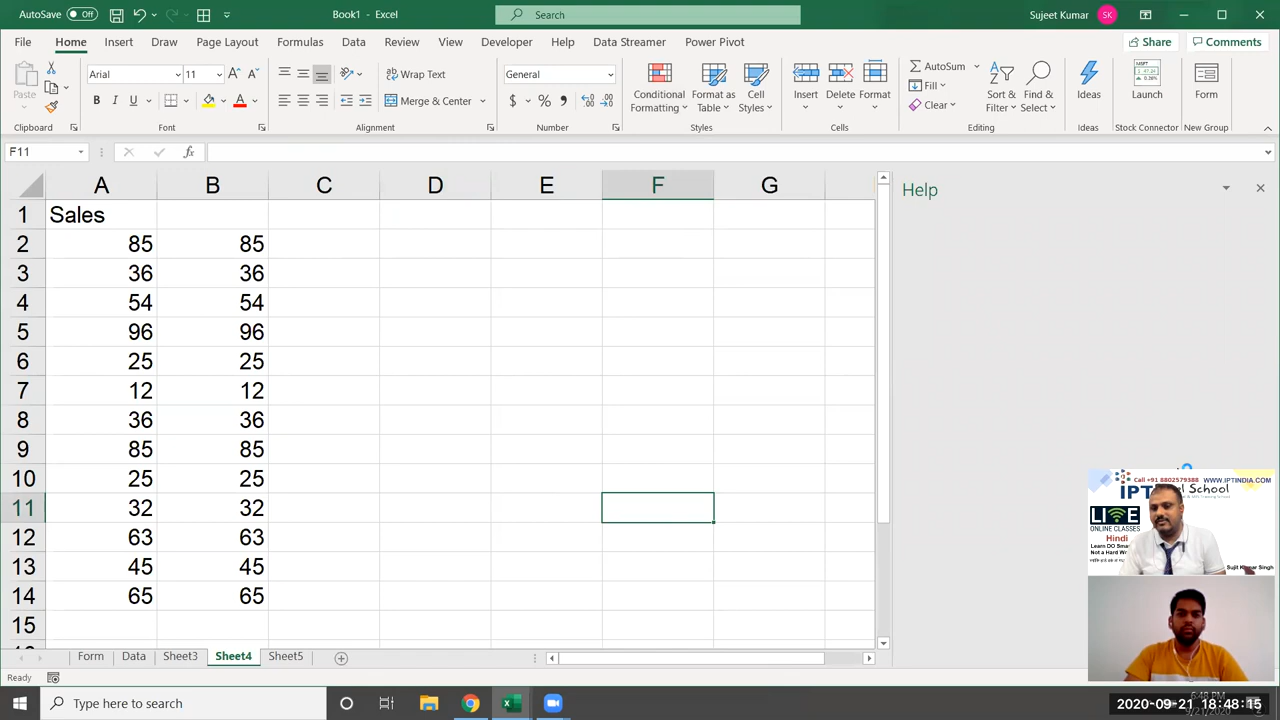 AutoSave Off Book1 - Excel Search Sujeet Kumar SK
File Home Insert Draw Page Layout Formulas Data Review View Developer Help Data Streamer Power Pivot Share Comments
Paste Arial 11 Wrap Text General Conditional Formatting Format as Table Cell Styles Insert Delete Format AutoSum Sort & Filter Find & Select Ideas Launch Form
B I U Merge & Center $ % Fill Clear
Clipboard Font Alignment Number Styles Cells Editing Ideas Stock Connector New Group
F11 fx
Help
A B C D E F G
1 Sales
2 85 85
3 36 36
4 54 54
5 96 96
6 25 25
7 12 12
8 36 36
9 85 85
10 25 25
11 32 32
12 63 63
13 45 45
14 65 65
15
Call +91 8802579388 WWW.IPTINDIA.COM
School
LIVE
ONLINE CLASSES
Hindi
Learn DO Sma
Not a Hard W
Sujit Kumar Singh
Form Data Sheet3 Sheet4 Sheet5
Ready
Type here to search
2020-09-21 18:48:15